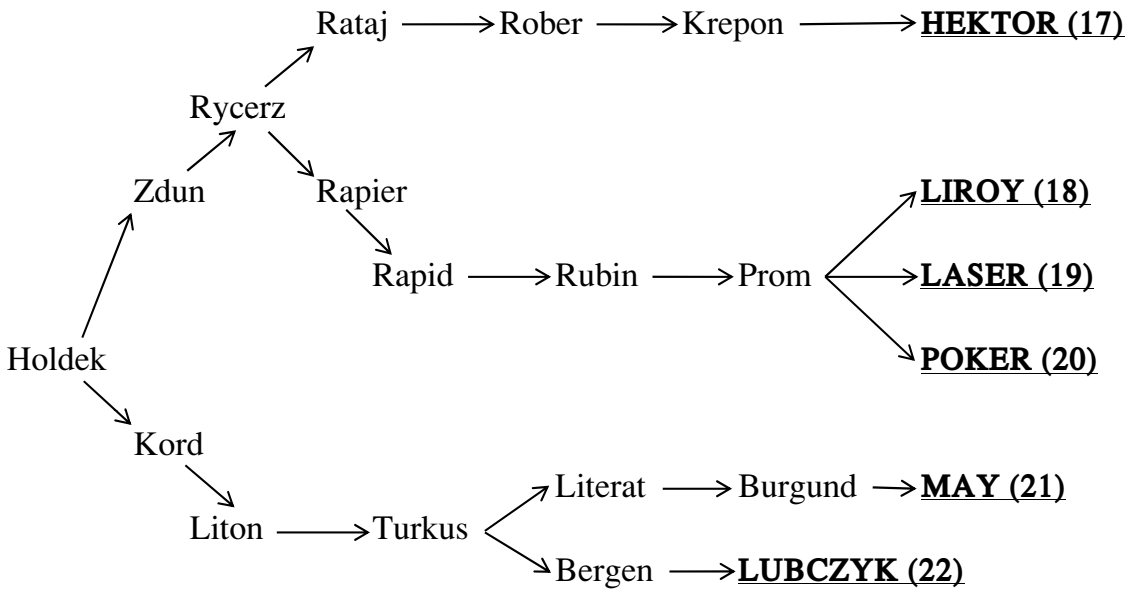 Rataj Rober Krepon HEKTOR (17)
Rycerz
Zdun Rapier LIROY (18)
Rapid Rubin Prom LASER (19)
Holdek POKER (20)
Kord
Literat Burgund MAY (21)
Liton Turkus
Bergen LUBCZYK (22)